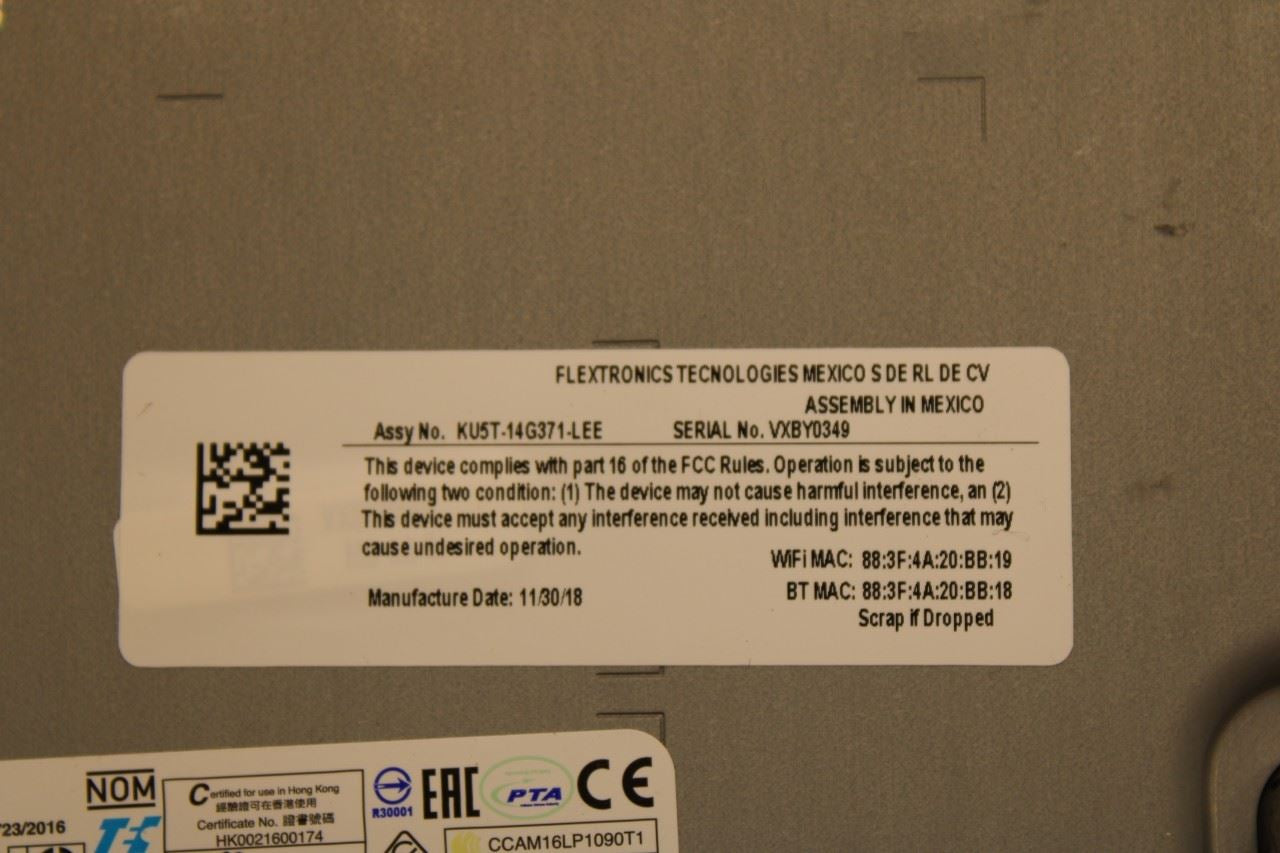 FLEXTRONICS TECNOLOGIES MEXICO S DE RL DE CV
ASSEMBLY IN MEXICO
Assy No. KU5T-14G371-LEE SERIAL No. VXBY0349
This device complies with part 16 of the FCC Rules. Operation is subject to the
following two condition: (1) The device may not cause harmful interference, an (2)
This device must accept any interference received including interference that may
cause undesired operation.
WiFi MAC: 88:3F:4A:20:BB:19
Manufacture Date: 11/30/18
BT MAC: 88:3F:4A:20:BB:18
Scrap if Dropped
NOM
Certified for use in Hong Kong
經驗證可在香港使用
Certificate No. 證書號碼
HK0021600174
R30001
EAC
PTA
CE
/23/2016
CCAM16LP1090T1